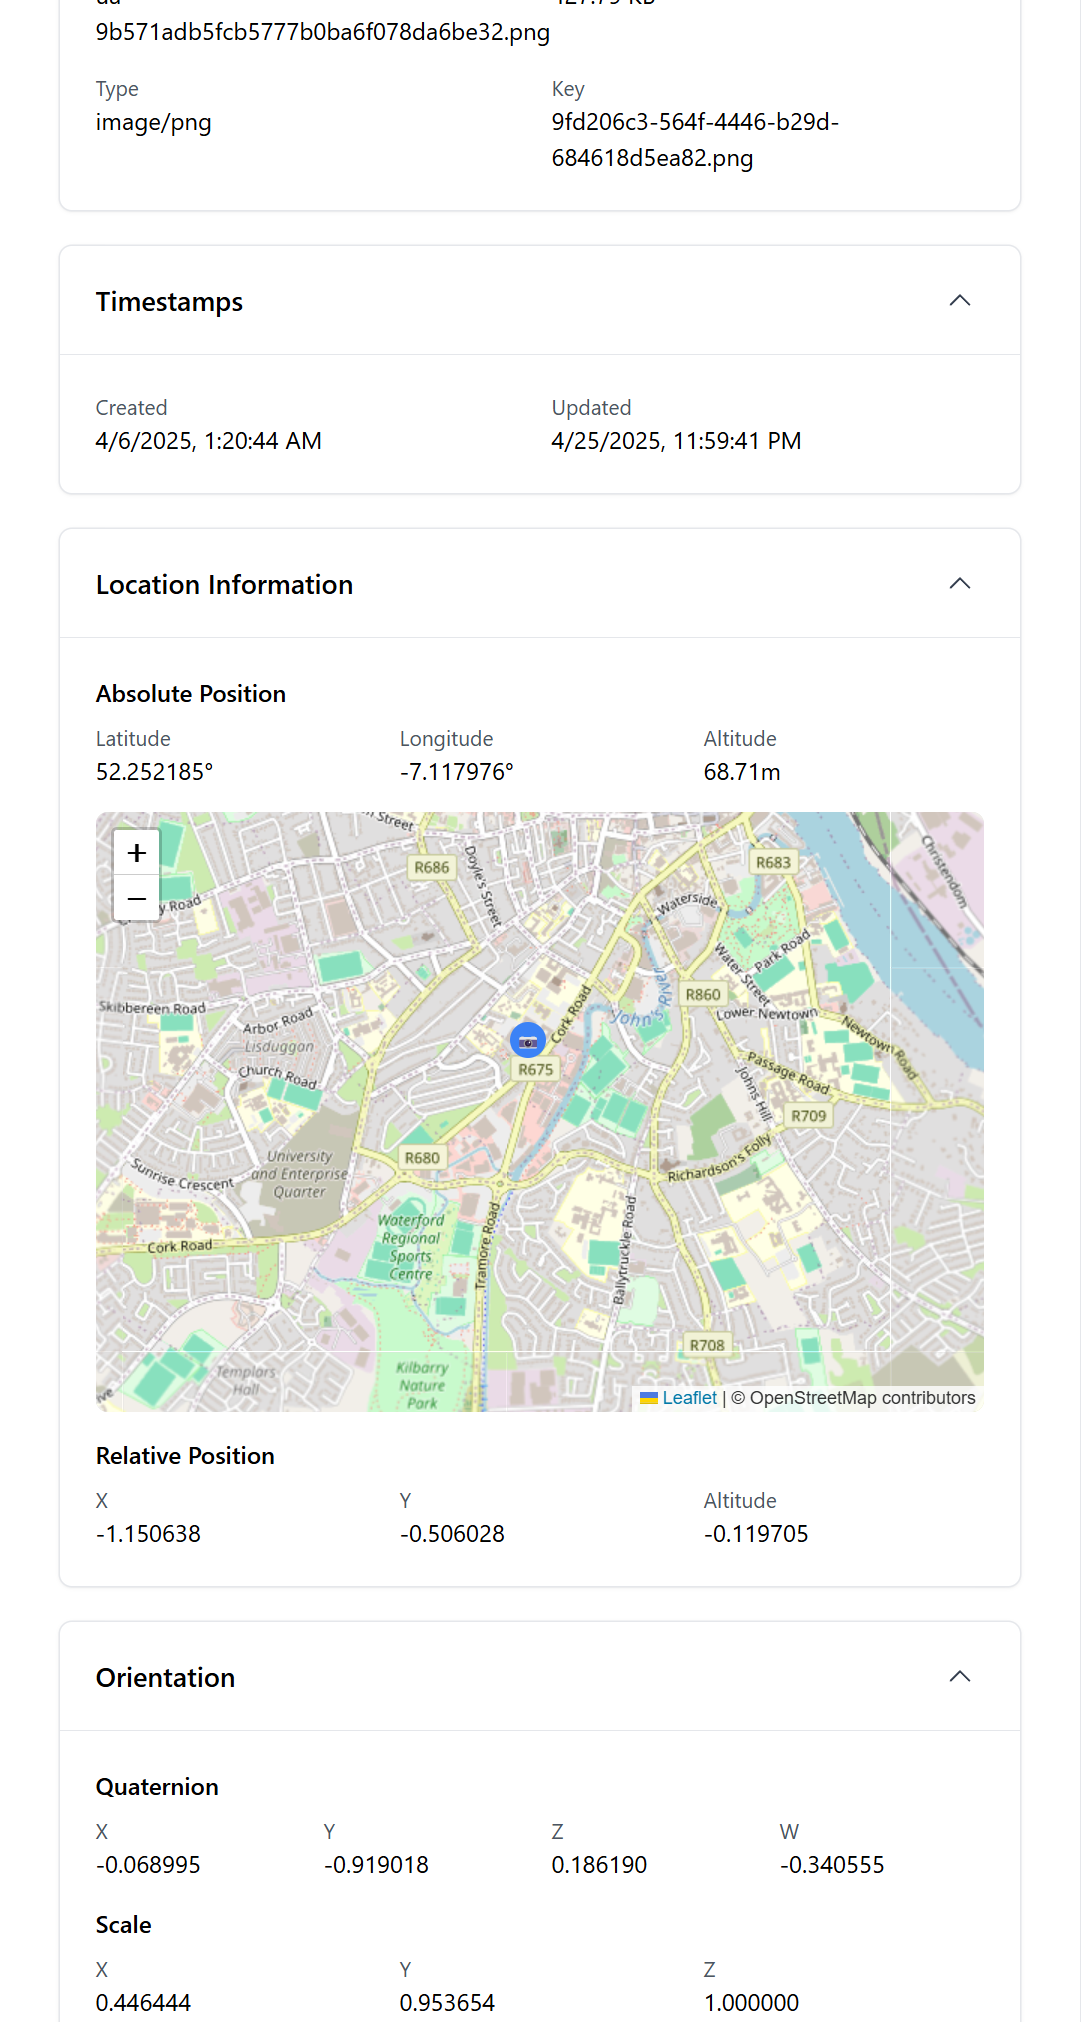 9b571adb5fcb5777b0ba6f078da6be32.png
Type
Key
image/png
9fd206c3-564f-4446-b29d-
684618d5ea82.png
Timestamps
Created
Updated
4/6/2025, 1:20:44 AM
4/25/2025, 11:59:41 PM
Location Information
Absolute Position
Latitude
Longitude
Altitude
52.252185°
-7.117976°
68.71m
+
−
Street
Doyle's Street
R686
R683
Christendom
y Road
Waterside
Park Road
Water Street
R860
Skibbereen Road
Arbor Road
Lisduggan
Church Road
Cork Road
John's River
Lower Newtown
Newtown Road
Passage Road
R675
Johns Hill
R709
R680
Richardson's Folly
University
and Enterprise
Quarter
Sunrise Crescent
Cork Road
Waterford
Regional
Sports
Centre
Tramore Road
Ballytruckle Road
R708
Templars
Hall
Kilbarry
Nature
Park
Leaflet | © OpenStreetMap contributors
Relative Position
X
Y
Altitude
-1.150638
-0.506028
-0.119705
Orientation
Quaternion
X
Y
Z
W
-0.068995
-0.919018
0.186190
-0.340555
Scale
X
Y
Z
0.446444
0.953654
1.000000